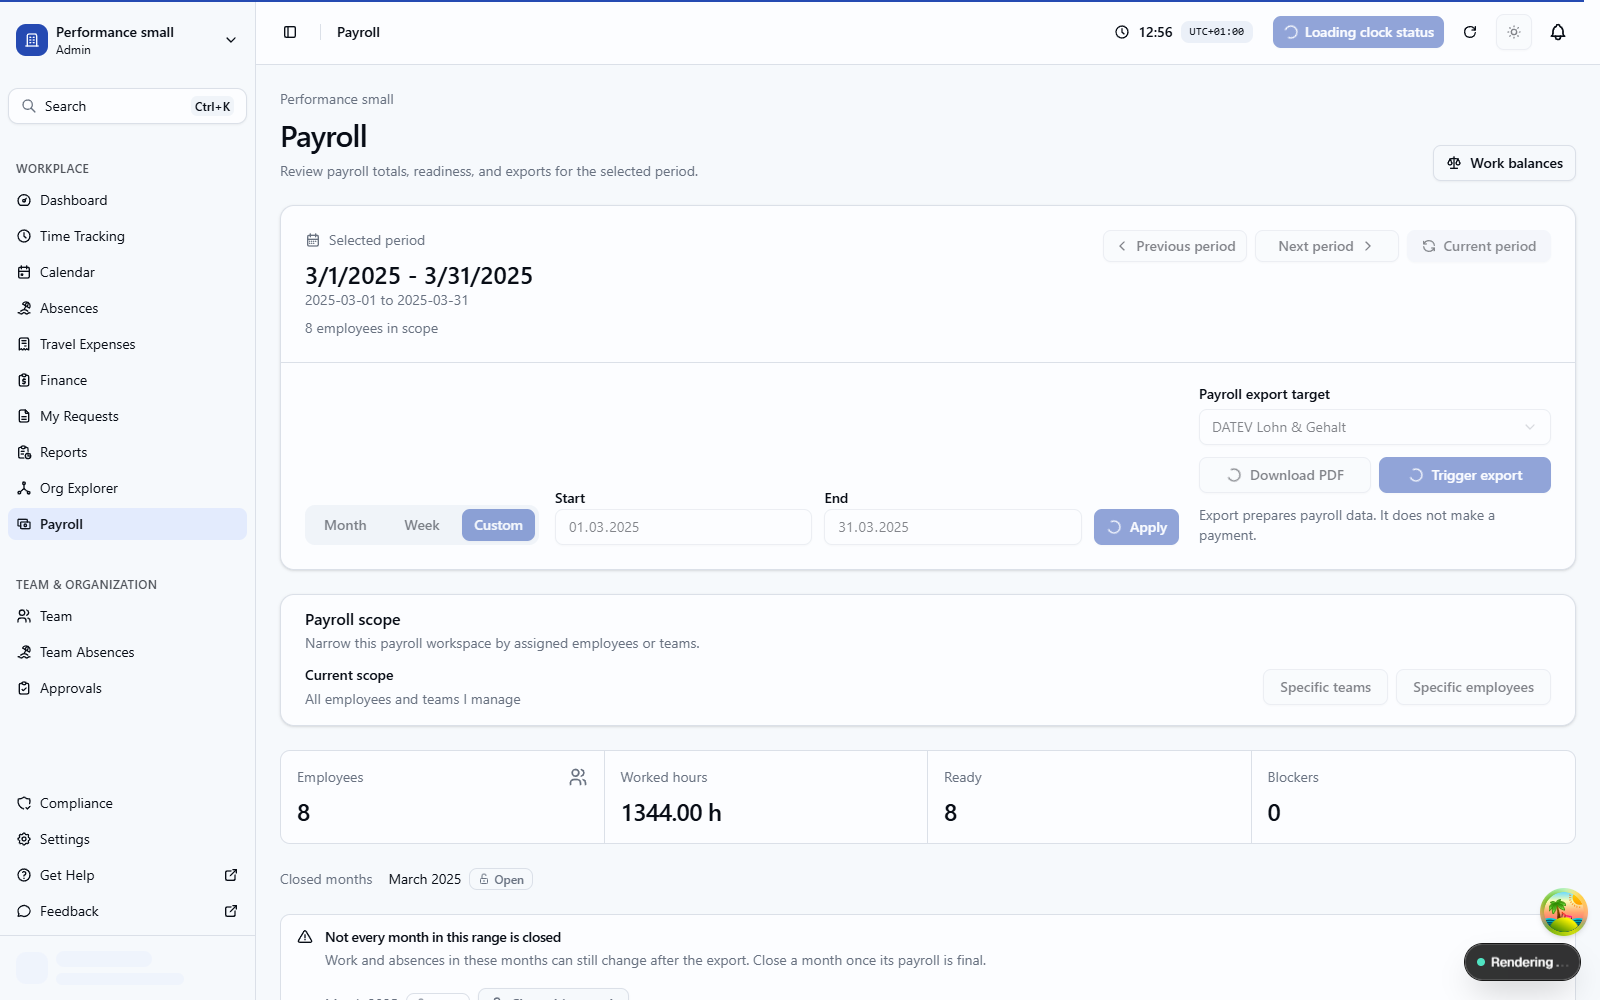 Performance small
Admin
Search
Ctrl+K
WORKPLACE
Dashboard
Time Tracking
Calendar
Absences
Travel Expenses
Finance
My Requests
Reports
Org Explorer
Payroll
TEAM & ORGANIZATION
Team
Team Absences
Approvals
Compliance
Settings
Get Help
Feedback
Payroll
12:56
UTC+01:00
Loading clock status
Performance small
Payroll
Review payroll totals, readiness, and exports for the selected period.
Work balances
Selected period
3/1/2025 - 3/31/2025
2025-03-01 to 2025-03-31
8 employees in scope
Previous period
Next period
Current period
Payroll export target
DATEV Lohn & Gehalt
Download PDF
Trigger export
Export prepares payroll data. It does not make a
payment.
Month
Week
Custom
Start
01.03.2025
End
31.03.2025
Apply
Payroll scope
Narrow this payroll workspace by assigned employees or teams.
Current scope
All employees and teams I manage
Specific teams
Specific employees
Employees
8
Worked hours
1344.00 h
Ready
8
Blockers
0
Closed months
March 2025
Open
Not every month in this range is closed
Work and absences in these months can still change after the export. Close a month once its payroll is final.
Rendering...